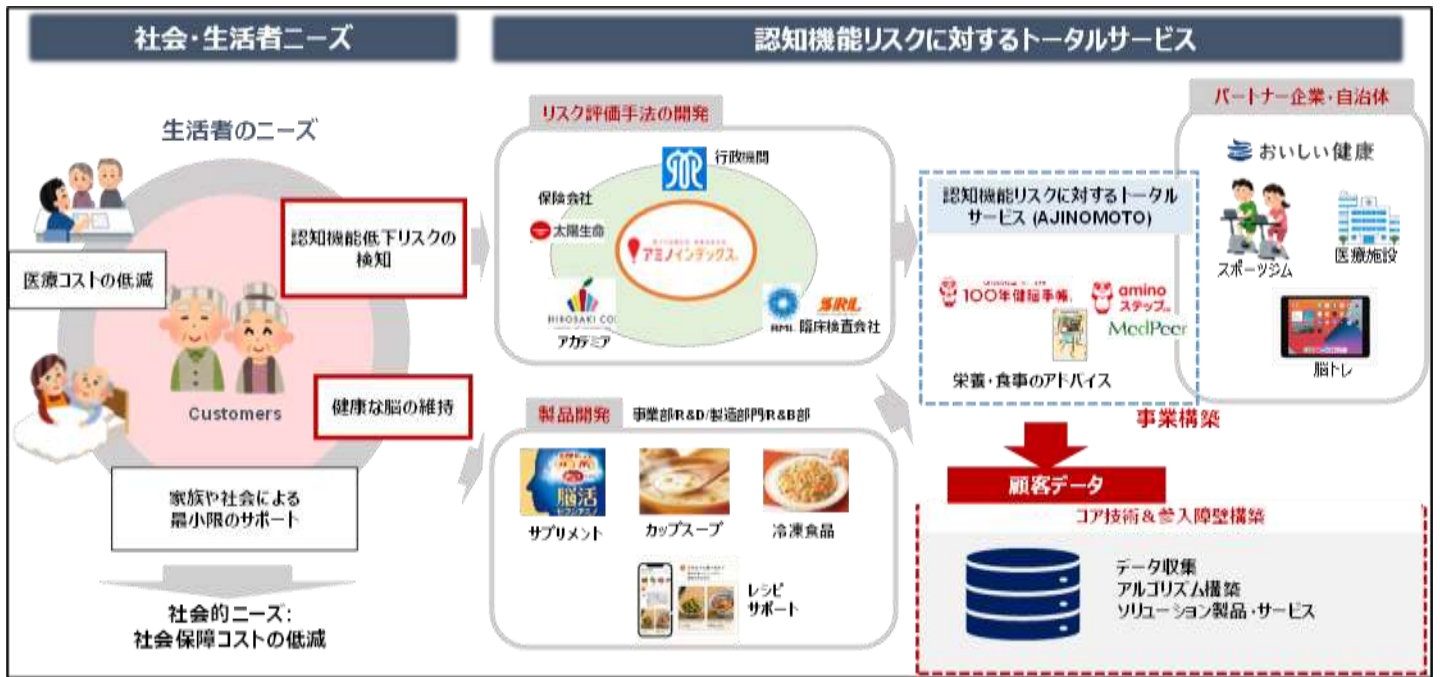 社会・生活者ニーズ
認知機能リスクに対するトータルサービス
生活者のニーズ
医療コストの低減
認知機能低下リスクの
検知
健康な脳の維持
Customers
家族や社会による
最小限のサポート
社会的ニーズ:
社会保障コストの低減
リスク評価手法の開発
行政機関
保険会社
太陽生命
アミノインデックス
HIROSAKI CO
アカデミア
BML
SRL
臨床検査会社
製品開発
事業部/R&D/製造部門/R&B部
脳活
サプリメント
カップスープ
冷凍食品
レシピ
サポート
認知機能リスクに対するトータル
サービス (AJINOMOTO)
100年健脳手帳
amino
ステップ
MedPeer
栄養・食事のアドバイス
パートナー企業・自治体
おいしい健康
スポーツジム
医療施設
脳トレ
事業構築
顧客データ
コア技術&参入障壁構築
データ収集
アルゴリズム構築
ソリューション製品・サービス